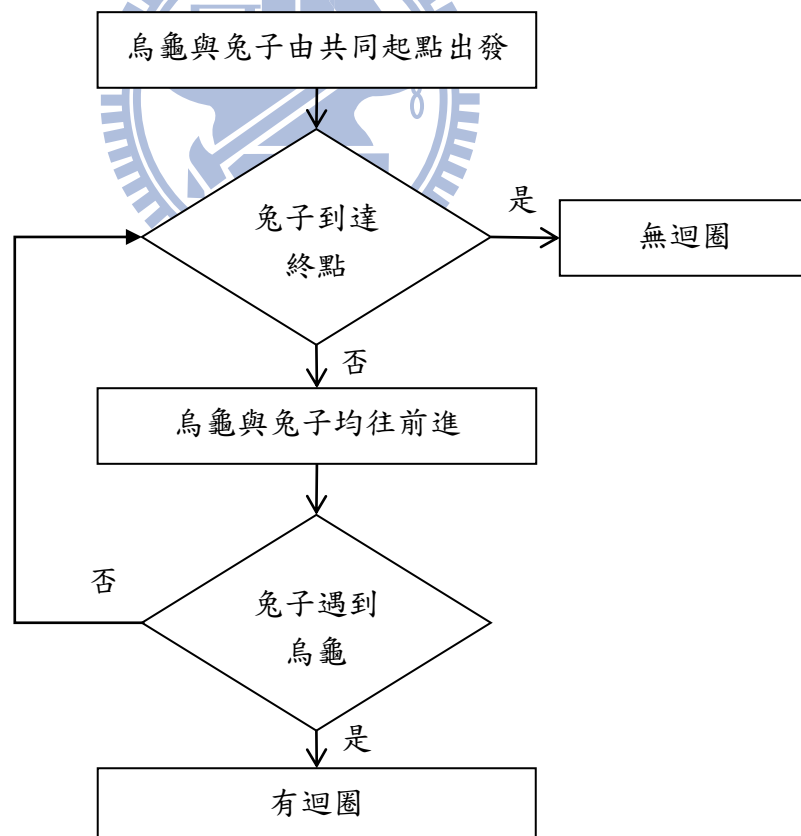 烏龜與兔子由共同起點出發
兔子到達
終點
是
無迴圈
否
烏龜與兔子均往前進
否
兔子遇到
烏龜
是
有迴圈